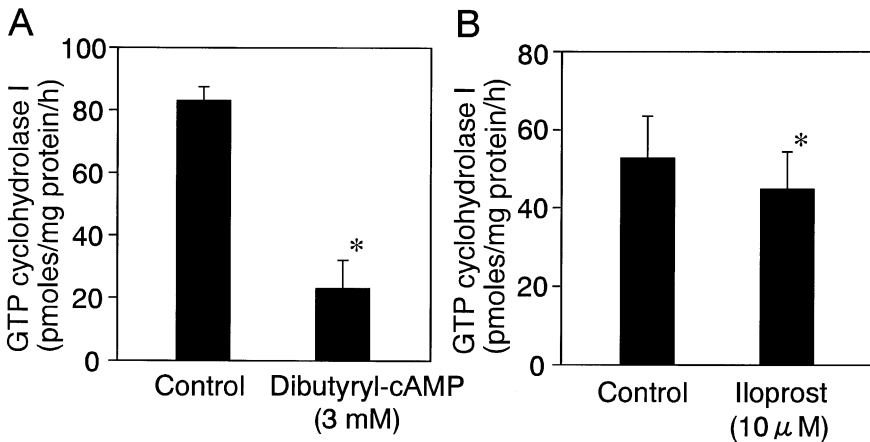 A
GTP cyclohydrolase I
(pmoles/mg protein/h)
100
80
60
40
20
0
*
Control
Dibutyryl-cAMP
(3 mM)
B
GTP cyclohydrolase I
(pmoles/mg protein/h)
80
60
40
20
0
*
Control
Iloprost
(10 μ M)